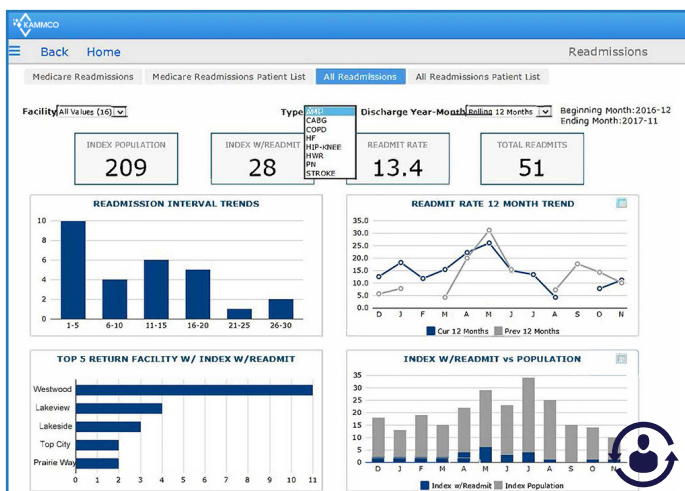 KAMMCO
Back Home Readmissions
Medicare Readmissions Medicare Readmissions Patient List All Readmissions All Readmissions Patient List
Facility All Values (16) Type AMI Discharge Year-Month Rolling 12 Months Beginning Month:2016-12
Ending Month:2017-11
CABG
COPD
HF
HIP-KNEE
HWR
PN
STROKE
INDEX POPULATION INDEX W/READMIT READMIT RATE TOTAL READMITS
209 28 13.4 51
READMISSION INTERVAL TRENDS
10
8
6
4
2
0
1-5 6-10 11-15 16-20 21-25 26-30
READMIT RATE 12 MONTH TREND
35.0
30.0
25.0
20.0
15.0
10.0
5.0
0.0
D J F M A M J J A S O N
Cur 12 Months Prev 12 Months
TOP 5 RETURN FACILITY W/ INDEX W/READMIT
Westwood
Lakeview
Lakeside
Top City
Prairie Way
0 1 2 3 4 5 6 7 8 9 10 11
INDEX W/READMIT vs POPULATION
35
30
25
20
15
10
5
0
D J F M A M J J A S O N
Index w/Readmit Index Population